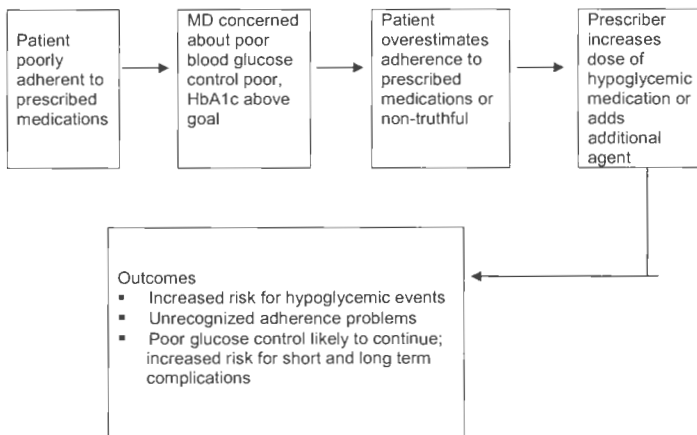 Patient
poorly
adherent to
prescribed
medications
MD concerned
about poor
blood glucose
control poor,
HbA1c above
goal
Patient
overestimates
adherence to
prescribed
medications or
non-truthful
Prescriber
increases
dose of
hypoglycemic
medication or
adds
additional
agent
Outcomes
▪ Increased risk for hypoglycemic events
▪ Unrecognized adherence problems
▪ Poor glucose control likely to continue;
increased risk for short and long term
complications